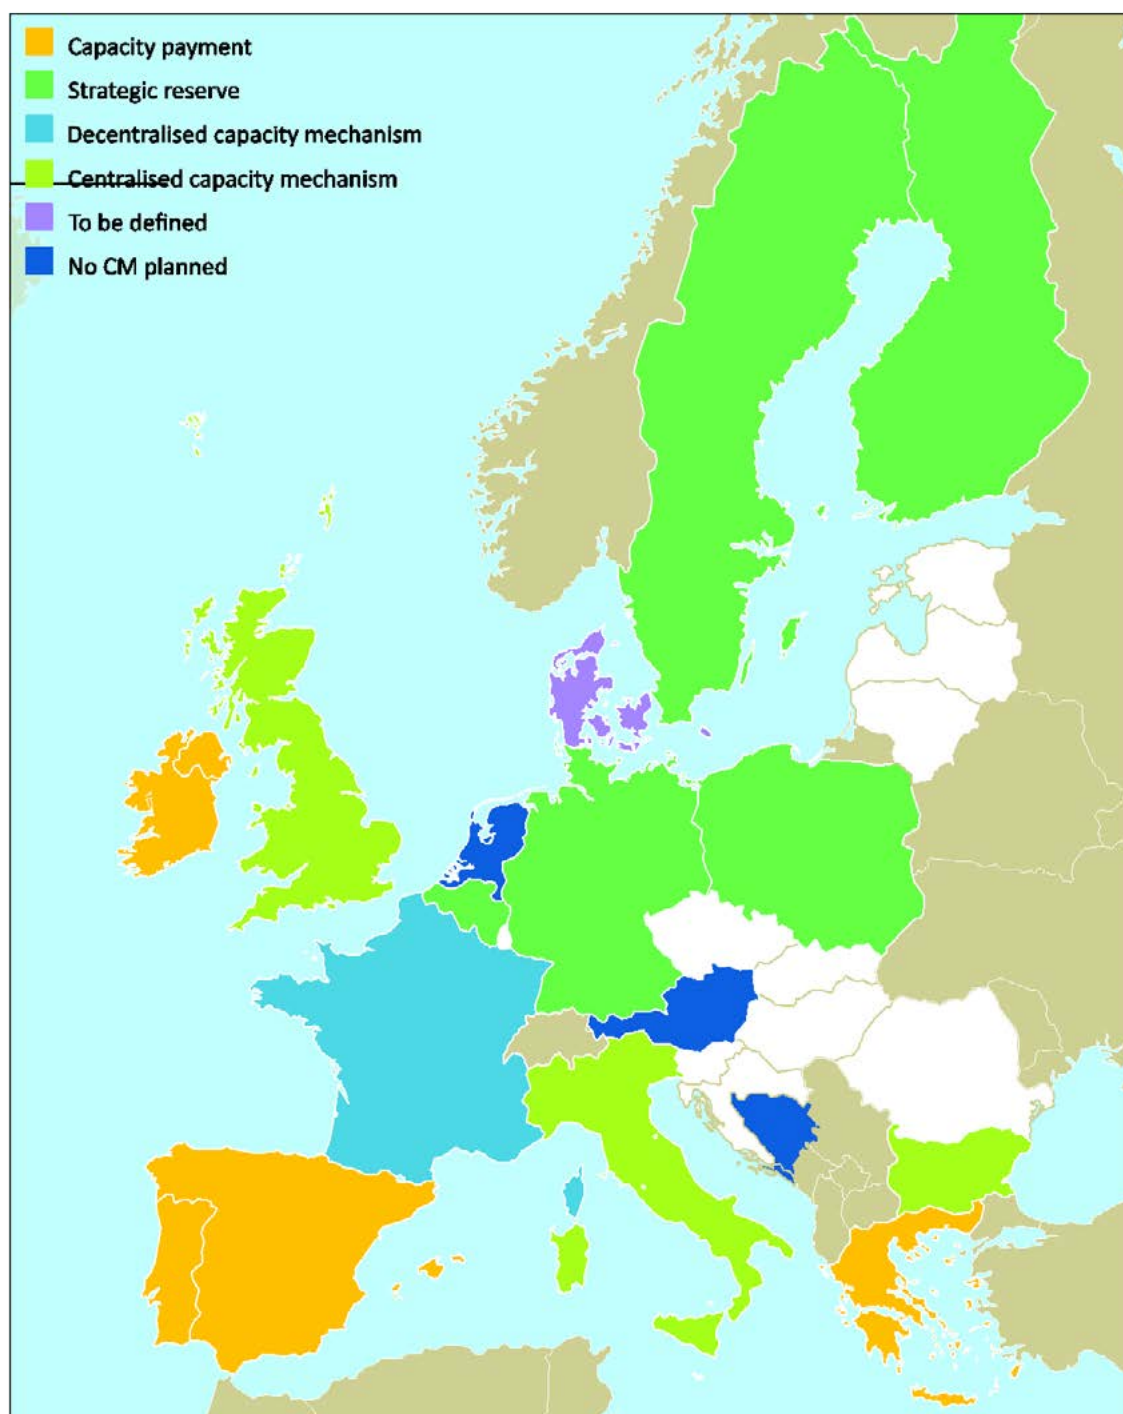 Capacity payment
Strategic reserve
Decentralised capacity mechanism
Centralised capacity mechanism
To be defined
No CM planned